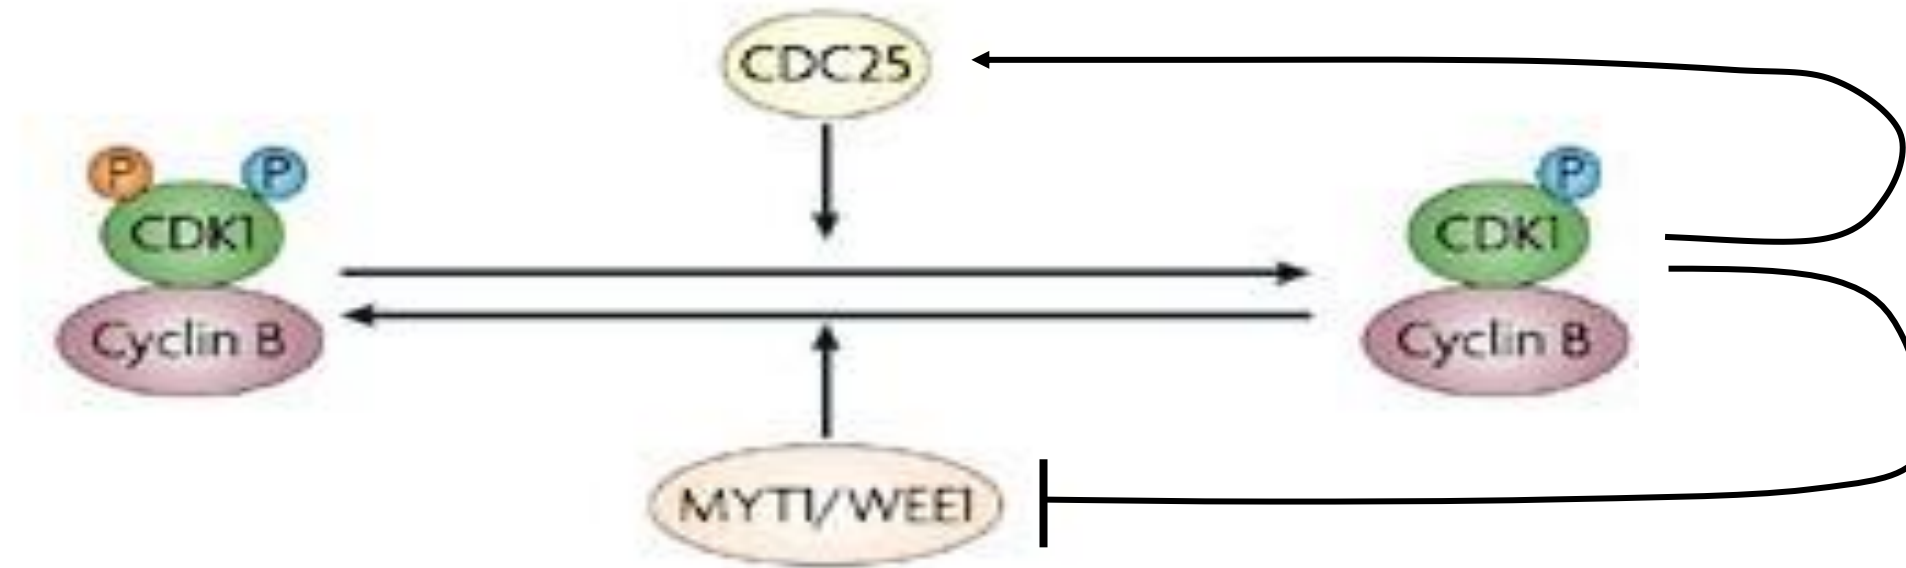 CDC25
P
P
CDK1
Cyclin B
P
CDK1
Cyclin B
MYT1/WEE1